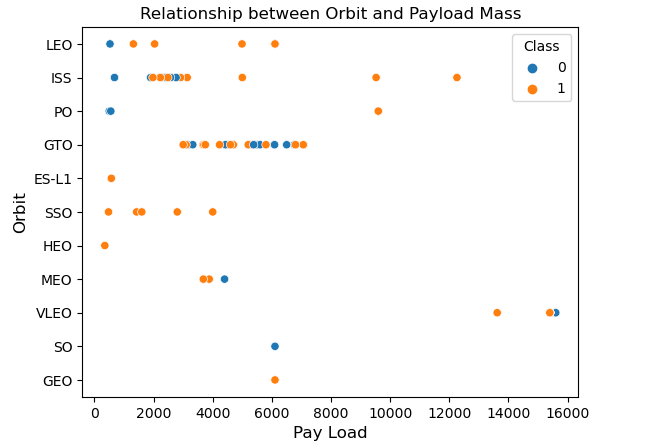 Relationship between Orbit and Payload Mass
Class
0
1
LEO
ISS
PO
GTO
ES-L1
SSO
HEO
MEO
VLEO
SO
GEO
Orbit
0 2000 4000 6000 8000 10000 12000 14000 16000
Pay Load